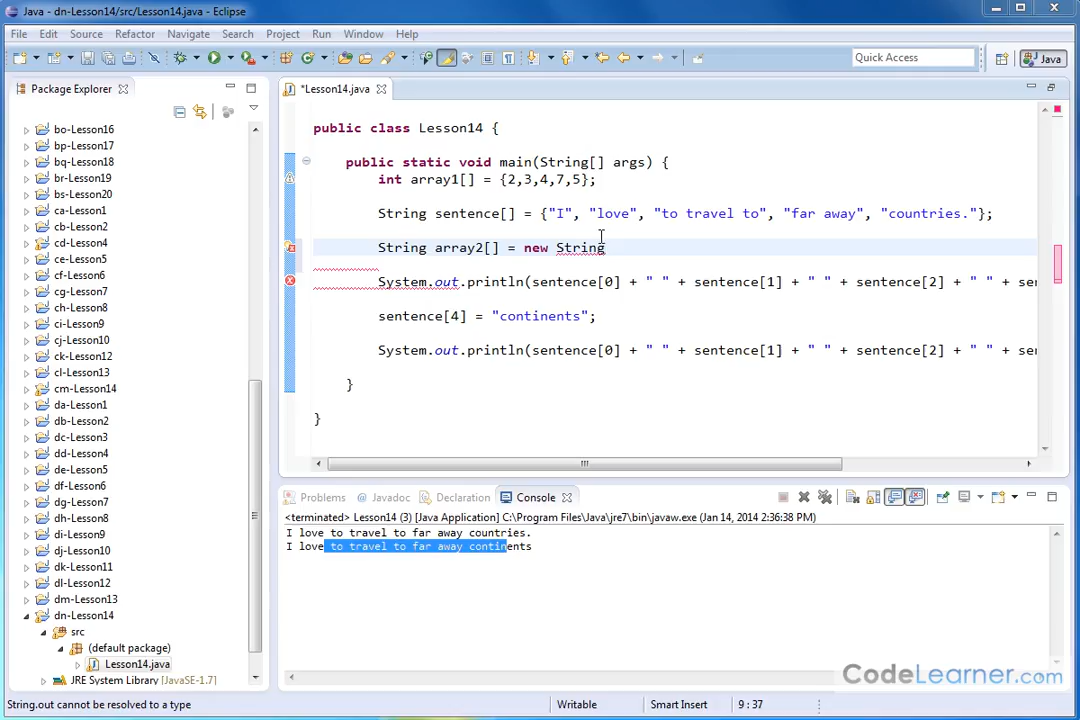 Java - dn-Lesson14/src/Lesson14.java - Eclipse
File Edit Source Refactor Navigate Search Project Run Window Help
Quick Access
Java
Package Explorer
*Lesson14.java
bo-Lesson16
bp-Lesson17
bq-Lesson18
br-Lesson19
bs-Lesson20
ca-Lesson1
cb-Lesson2
cd-Lesson4
ce-Lesson5
cf-Lesson6
cg-Lesson7
ch-Lesson8
ci-Lesson9
cj-Lesson10
ck-Lesson12
cl-Lesson13
cm-Lesson14
da-Lesson1
db-Lesson2
dc-Lesson3
dd-Lesson4
de-Lesson5
df-Lesson6
dg-Lesson7
dh-Lesson8
di-Lesson9
dj-Lesson10
dk-Lesson11
dl-Lesson12
dm-Lesson13
dn-Lesson14
src
(default package)
Lesson14.java
JRE System Library [JavaSE-1.7]
public class Lesson14 {
public static void main(String[] args) {
int array1[] = {2,3,4,7,5};
String sentence[] = {"I", "love", "to travel to", "far away", "countries."};
String array2[] = new String
System.out.println(sentence[0] + " " + sentence[1] + " " + sentence[2] + " " + sen
sentence[4] = "continents";
System.out.println(sentence[0] + " " + sentence[1] + " " + sentence[2] + " " + sen
}
}
Problems @ Javadoc Declaration Console
<terminated> Lesson14 (3) [Java Application] C:\Program Files\Java\jre7\bin\javaw.exe (Jan 14, 2014 2:36:38 PM)
I love to travel to far away countries.
I love to travel to far away continents
CodeLearner.com
String.out cannot be resolved to a type
Writable
Smart Insert
9 : 37